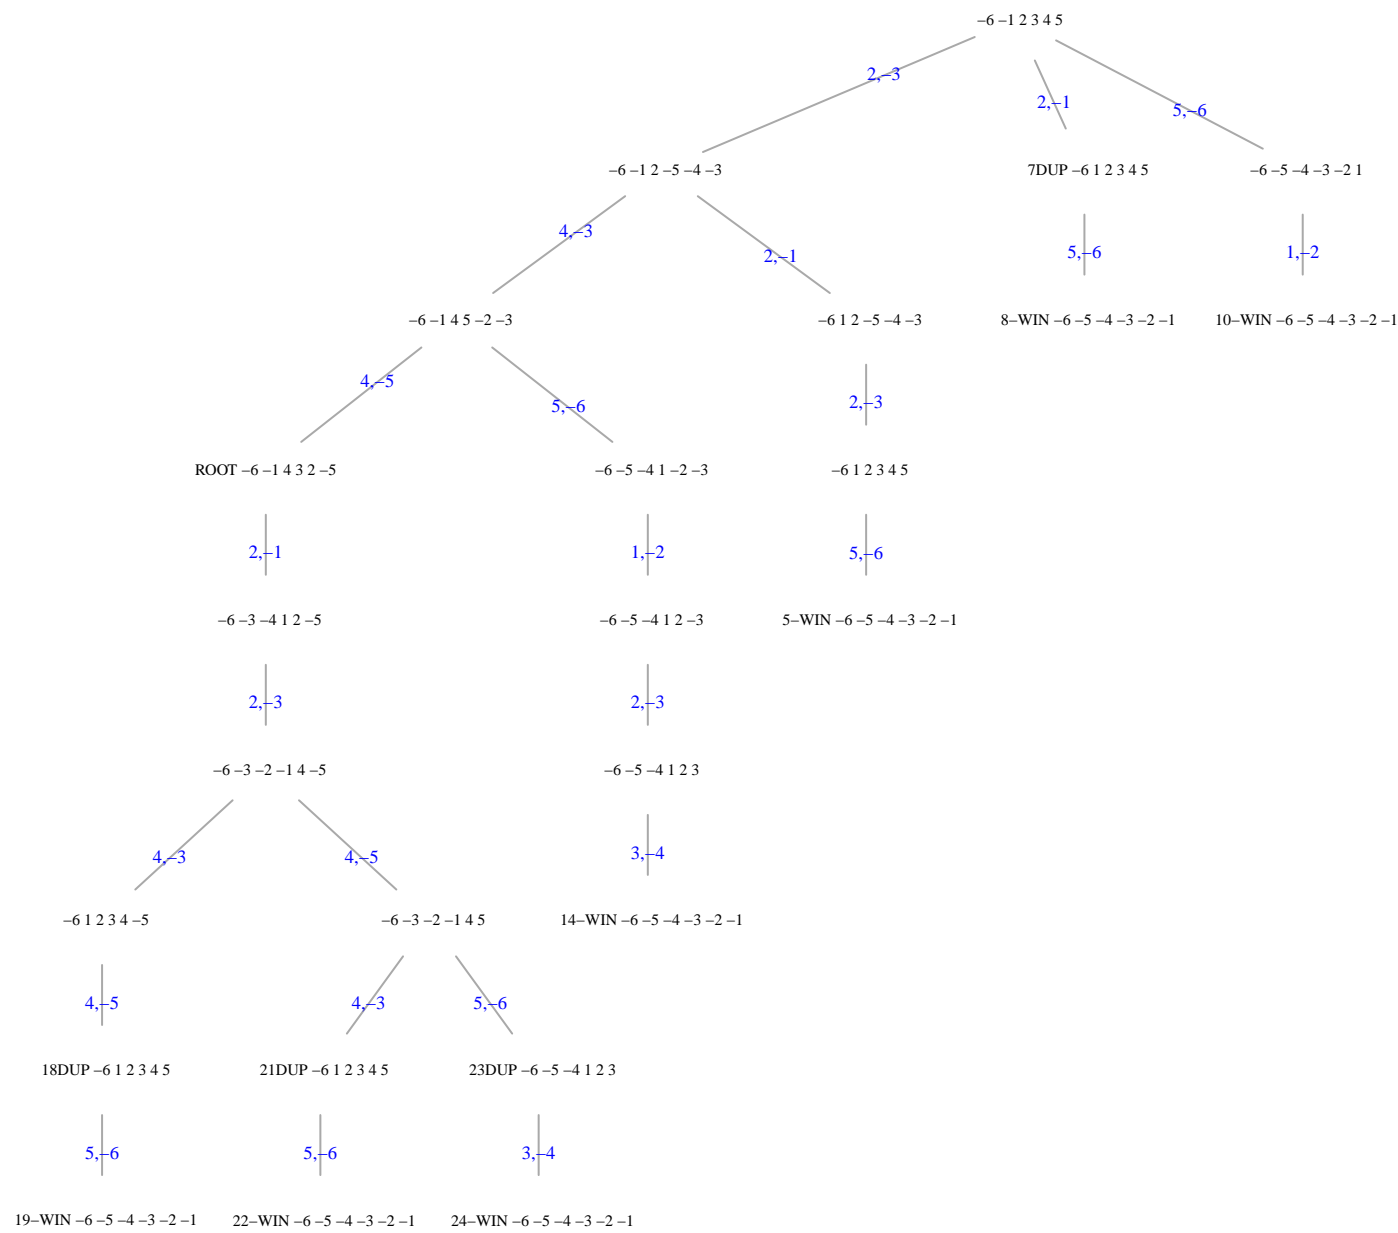 –6 –1 2 3 4 5
2,–3
2,–1
5,–6
–6 –1 2 –5 –4 –3
7DUP –6 1 2 3 4 5
–6 –5 –4 –3 –2 1
4,–3
2,–1
5,–6
1,–2
–6 –1 4 5 –2 –3
–6 1 2 –5 –4 –3
8–WIN –6 –5 –4 –3 –2 –1
10–WIN –6 –5 –4 –3 –2 –1
4,–5
5,–6
2,–3
ROOT –6 –1 4 3 2 –5
–6 –5 –4 1 –2 –3
–6 1 2 3 4 5
2,–1
1,–2
5,–6
–6 –3 –4 1 2 –5
–6 –5 –4 1 2 –3
5–WIN –6 –5 –4 –3 –2 –1
2,–3
2,–3
–6 –3 –2 –1 4 –5
–6 –5 –4 1 2 3
4,–3
4,–5
3,–4
–6 1 2 3 4 –5
–6 –3 –2 –1 4 5
14–WIN –6 –5 –4 –3 –2 –1
4,–5
4,–3
5,–6
18DUP –6 1 2 3 4 5
21DUP –6 1 2 3 4 5
23DUP –6 –5 –4 1 2 3
5,–6
5,–6
3,–4
19–WIN –6 –5 –4 –3 –2 –1
22–WIN –6 –5 –4 –3 –2 –1
24–WIN –6 –5 –4 –3 –2 –1